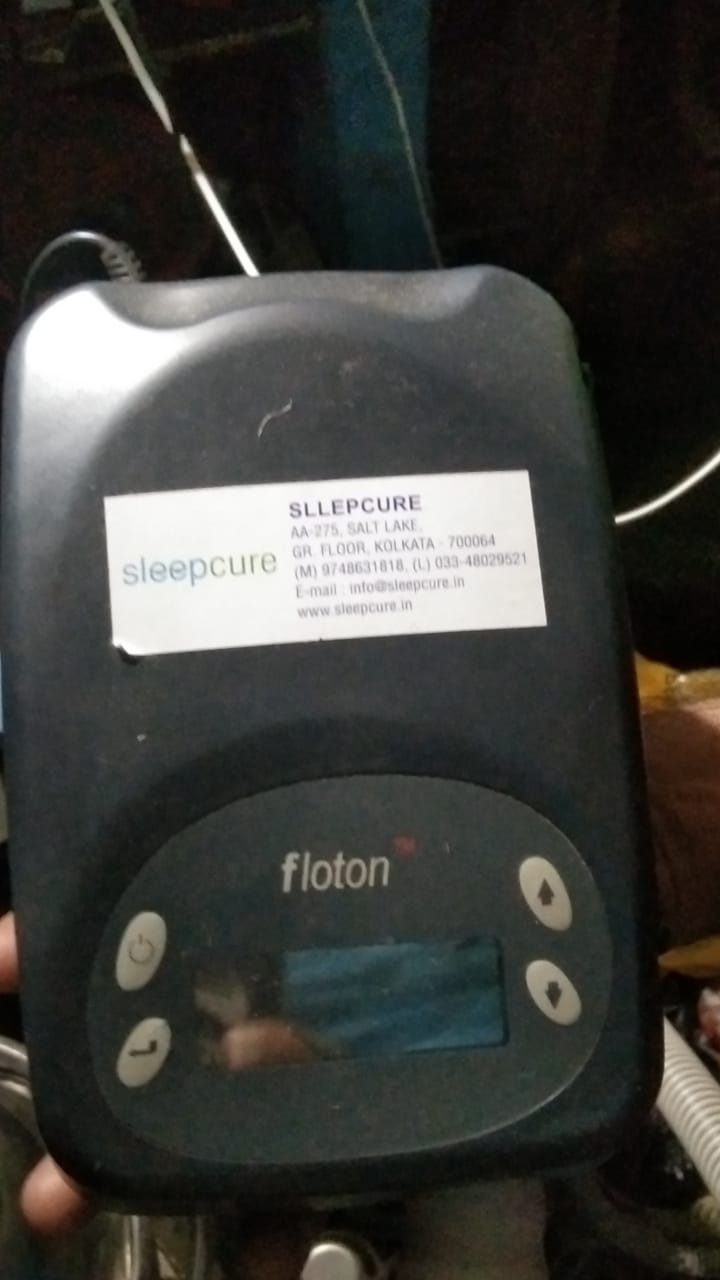 sleepcure
SLLEPCURE
AA-275, SALT LAKE,
GR. FLOOR, KOLKATA - 700064
(M) 9748631818, (L) 033-48029521
E-mail : info@sleepcure.in
www.sleepcure.in
floton™